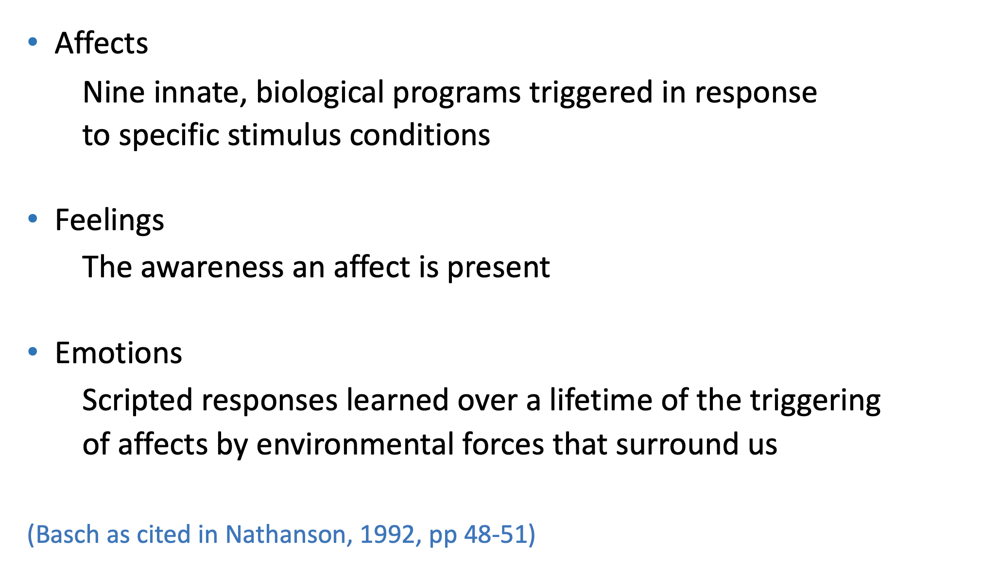 • Affects
Nine innate, biological programs triggered in response
to specific stimulus conditions
• Feelings
The awareness an affect is present
• Emotions
Scripted responses learned over a lifetime of the triggering
of affects by environmental forces that surround us
(Basch as cited in Nathanson, 1992, pp 48-51)